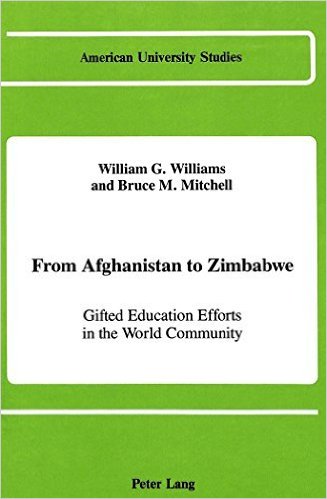 American University Studies
William G. Williams
and Bruce M. Mitchell
From Afghanistan to Zimbabwe
Gifted Education Efforts
in the World Community
Peter Lang